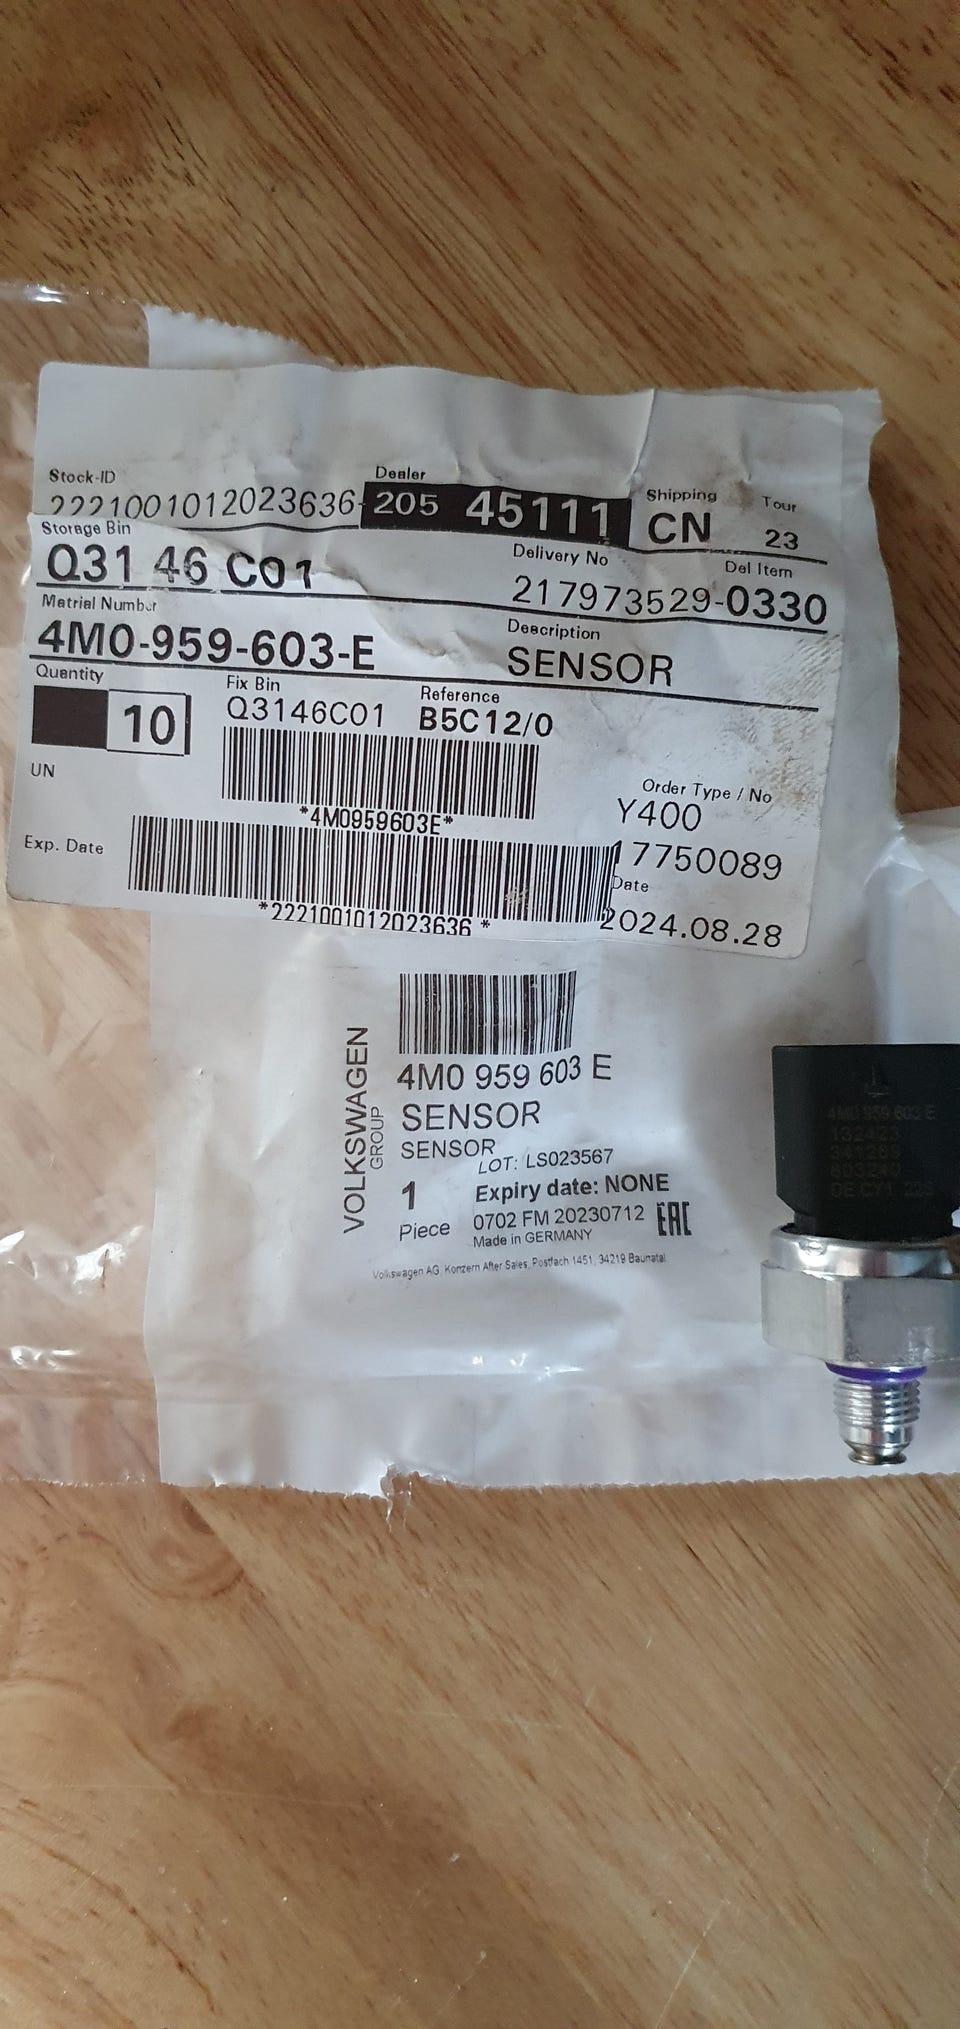 Stock-ID
Dealer
Shipping
Tour
2221001012023636-
205 45111
CN
23
Storage Bin
Delivery No
Del Item
Q31 46 C01
217973529-0330
Matrial Number
Description
4M0-959-603-E
SENSOR
Quantity
Fix Bin
Reference
10
Q3146C01
B5C12/0
UN
Order Type / No
*4M0959603E*
Y400
17750089
Exp. Date
Date
*2221001012023636 *
2024.08.28
VOLKSWAGEN
GROUP
4M0 959 603 E
SENSOR
SENSOR
LOT: LS023567
1
Expiry date: NONE
Piece
0702 FM 20230712
EAC
Made in GERMANY
Volkswagen AG, Konzern After Sales, Postfach 1451, 34219 Baunatal
4M0 959 603 E